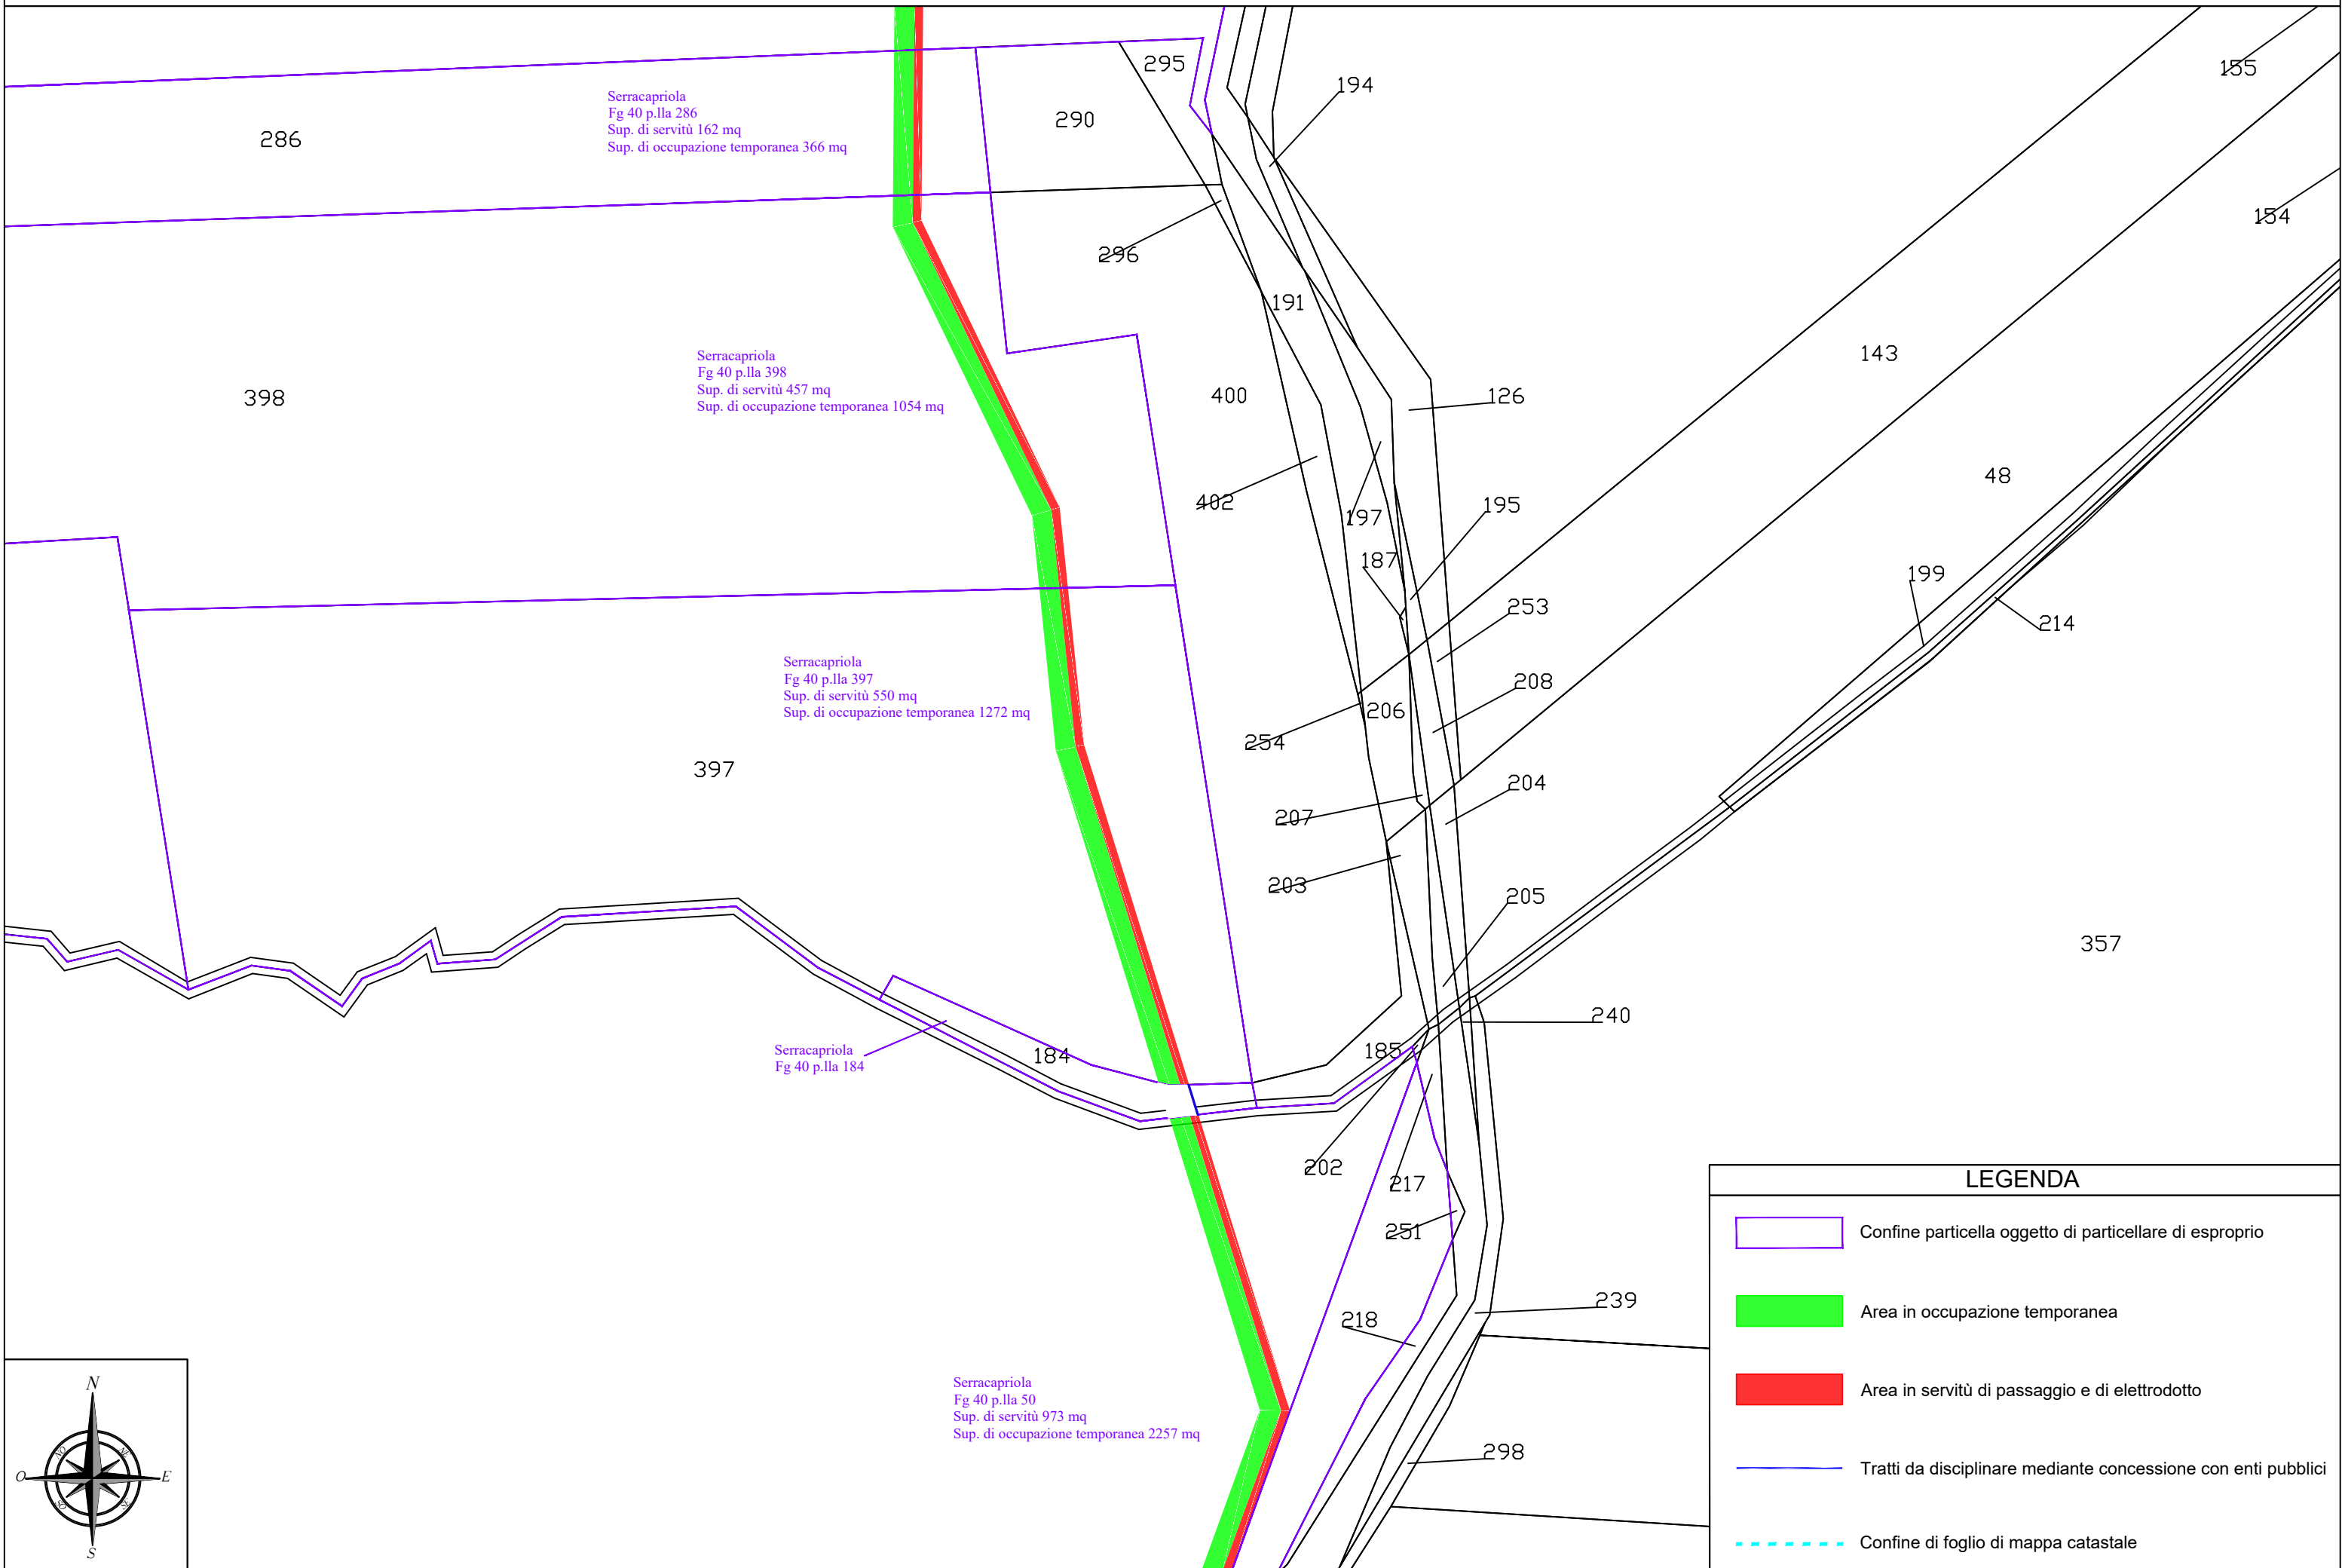 295
155
194
Serracapriola
Fg 40 p.lla 286
Sup. di servitù 162 mq
Sup. di occupazione temporanea 366 mq
286
290
154
296
191
Serracapriola
Fg 40 p.lla 398
Sup. di servitù 457 mq
Sup. di occupazione temporanea 1054 mq
143
398
400
126
48
402
197
195
187
199
253
214
Serracapriola
Fg 40 p.lla 397
Sup. di servitù 550 mq
Sup. di occupazione temporanea 1272 mq
208
206
254
397
204
207
203
205
357
240
Serracapriola
Fg 40 p.lla 184
184
185
202
217
251
239
218
Serracapriola
Fg 40 p.lla 50
Sup. di servitù 973 mq
Sup. di occupazione temporanea 2257 mq
298
LEGENDA
Confine particella oggetto di particellare di esproprio
Area in occupazione temporanea
Area in servitù di passaggio e di elettrodotto
Tratti da disciplinare mediante concessione con enti pubblici
Confine di foglio di mappa catastale
N
NO NE
O E
SO SE
S